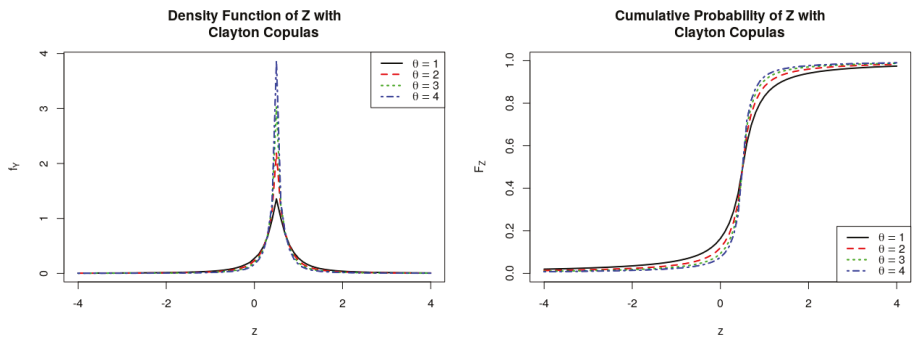 Density Function of Z with
Clayton Copulas
f_Y
4
3
2
1
0
-4 -2 0 2 4
z
θ = 1
θ = 2
θ = 3
θ = 4
Cumulative Probability of Z with
Clayton Copulas
F_Z
1.0
0.8
0.6
0.4
0.2
0.0
-4 -2 0 2 4
z
θ = 1
θ = 2
θ = 3
θ = 4